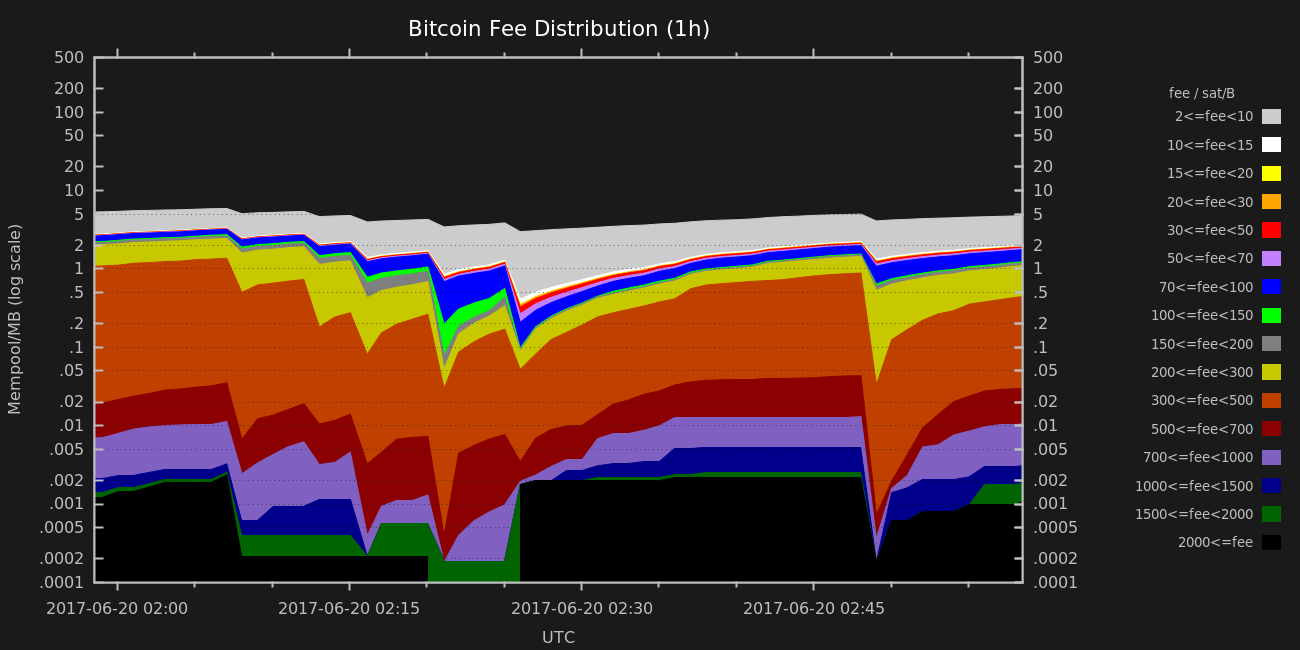 Bitcoin Fee Distribution (1h)
500 500
200 200
100 100
50 50
20 20
10 10
5 5
2 2
1 1
.5 .5
.2 .2
.1 .1
.05 .05
.02 .02
.01 .01
.005 .005
.002 .002
.001 .001
.0005 .0005
.0002 .0002
.0001 .0001
Mempool/MB (log scale)
2017-06-20 02:00 2017-06-20 02:15 2017-06-20 02:30 2017-06-20 02:45
UTC
fee / sat/B
2<=fee<10
10<=fee<15
15<=fee<20
20<=fee<30
30<=fee<50
50<=fee<70
70<=fee<100
100<=fee<150
150<=fee<200
200<=fee<300
300<=fee<500
500<=fee<700
700<=fee<1000
1000<=fee<1500
1500<=fee<2000
2000<=fee